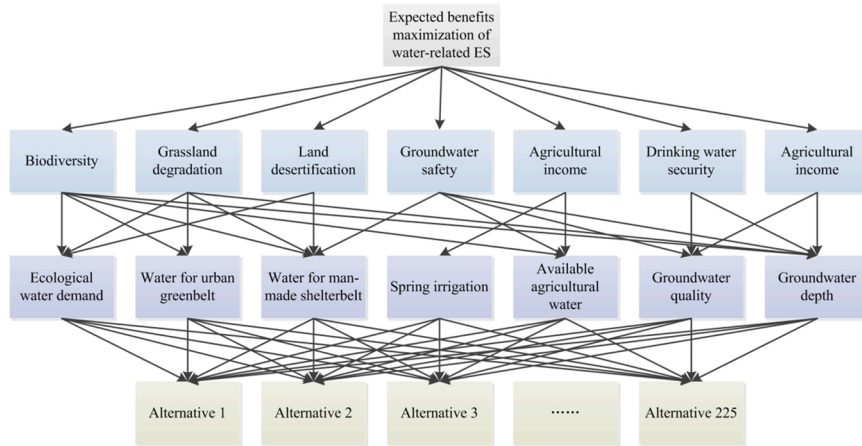 Expected benefits
maximization of
water-related ES
Biodiversity
Grassland
degradation
Land
desertification
Groundwater
safety
Agricultural
income
Drinking water
security
Agricultural
income
Ecological
water demand
Water for urban
greenbelt
Water for man-
made shelterbelt
Spring irrigation
Available
agricultural
water
Groundwater
quality
Groundwater
depth
Alternative 1
Alternative 2
Alternative 3
……
Alternative 225